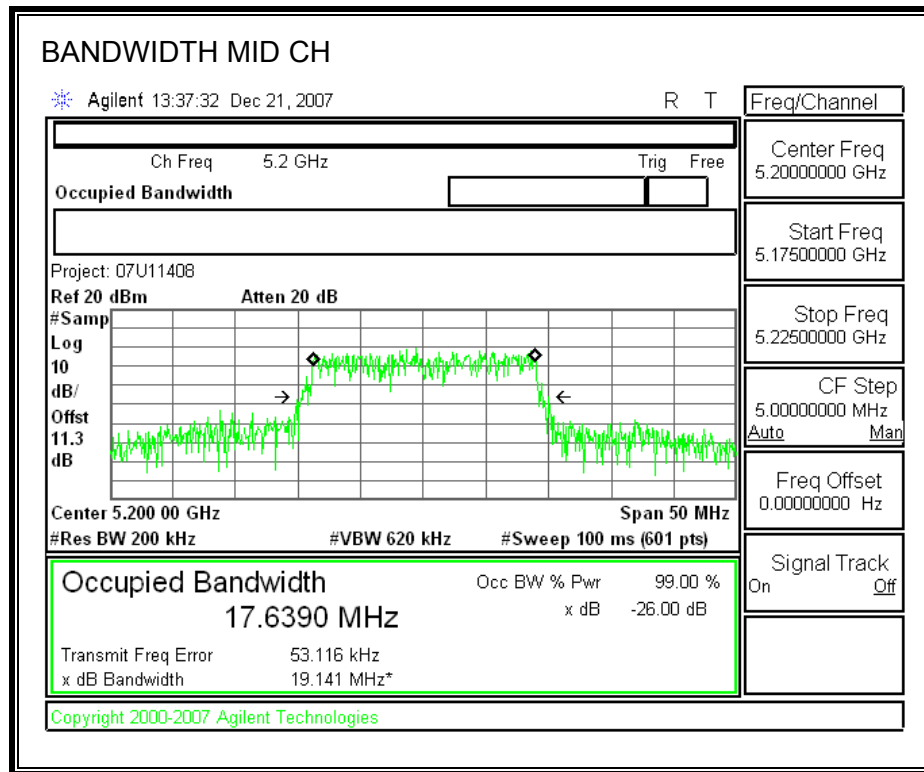 BANDWIDTH MID CH
Agilent 13:37:32 Dec 21, 2007 R T
Freq/Channel
Ch Freq 5.2 GHz Trig Free
Occupied Bandwidth
Center Freq
5.20000000 GHz
Start Freq
5.17500000 GHz
Project: 07U11408
Ref 20 dBm Atten 20 dB
#Samp
Log
10
dB/
Offst
11.3
dB
Stop Freq
5.22500000 GHz
CF Step
5.00000000 MHz
Auto Man
Freq Offset
0.00000000 Hz
Center 5.200 00 GHz Span 50 MHz
#Res BW 200 kHz #VBW 620 kHz #Sweep 100 ms (601 pts)
Signal Track
On Off
Occupied Bandwidth Occ BW % Pwr 99.00 %
17.6390 MHz x dB -26.00 dB
Transmit Freq Error 53.116 kHz
x dB Bandwidth 19.141 MHz*
Copyright 2000-2007 Agilent Technologies